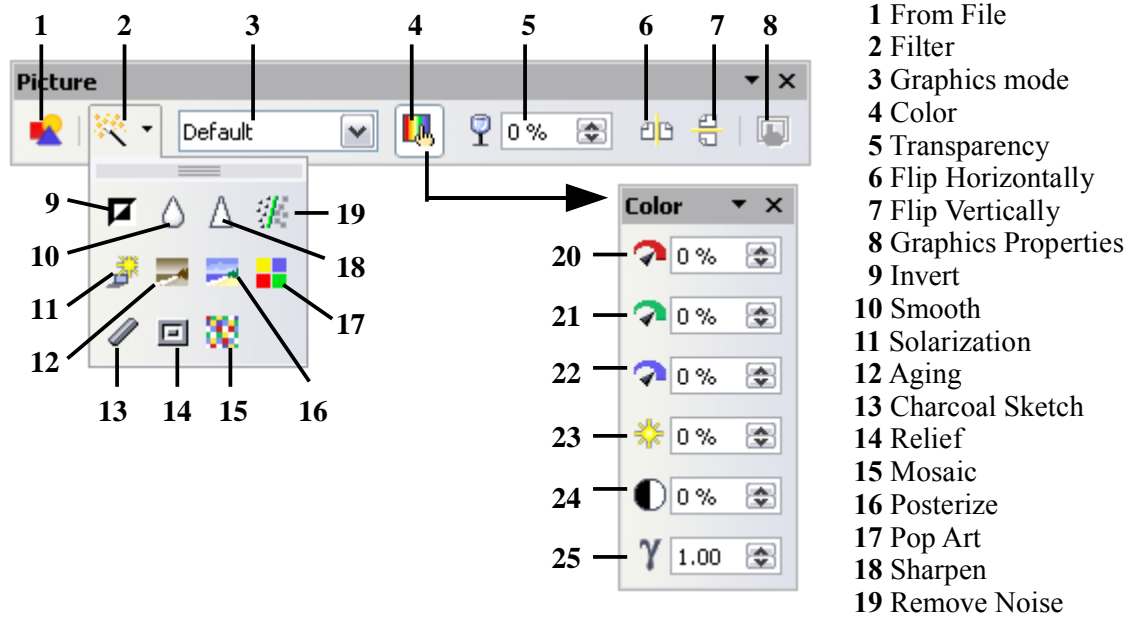 1 2 3 4 5 6 7 8
Picture
Default
0 %
9
10
11
12
13 14 15 16
17
18
19
Color
20 0 %
21 0 %
22 0 %
23 0 %
24 0 %
25 γ 1.00
1 From File
2 Filter
3 Graphics mode
4 Color
5 Transparency
6 Flip Horizontally
7 Flip Vertically
8 Graphics Properties
9 Invert
10 Smooth
11 Solarization
12 Aging
13 Charcoal Sketch
14 Relief
15 Mosaic
16 Posterize
17 Pop Art
18 Sharpen
19 Remove Noise